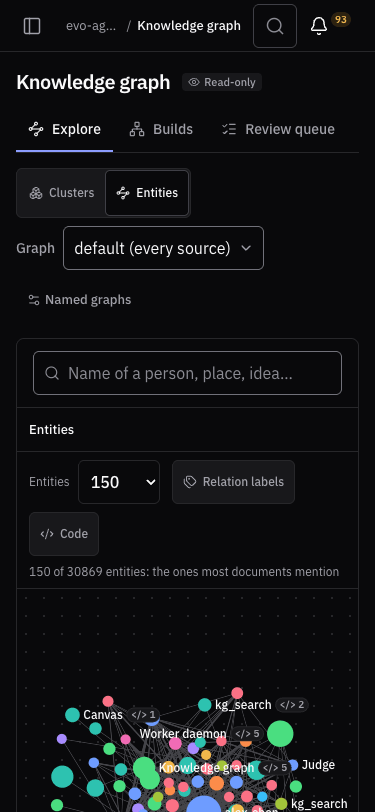 evo-ag... / Knowledge graph
93
Knowledge graph
Read-only
Explore
Builds
Review queue
Clusters
Entities
Graph
default (every source)
Named graphs
Name of a person, place, idea...
Entities
Entities
150
Relation labels
</> Code
150 of 30869 entities: the ones most documents mention
kg_search </> 2
Canvas </> 1
Worker daemon </> 5
Knowledge graph </> 5
Judge
kg_search